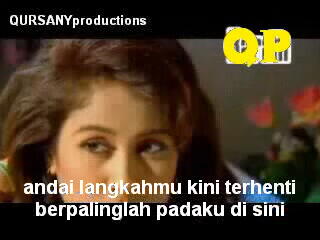 QURSANYproductions
QP
andai langkahmu kini terhenti
berpalinglah padaku di sini